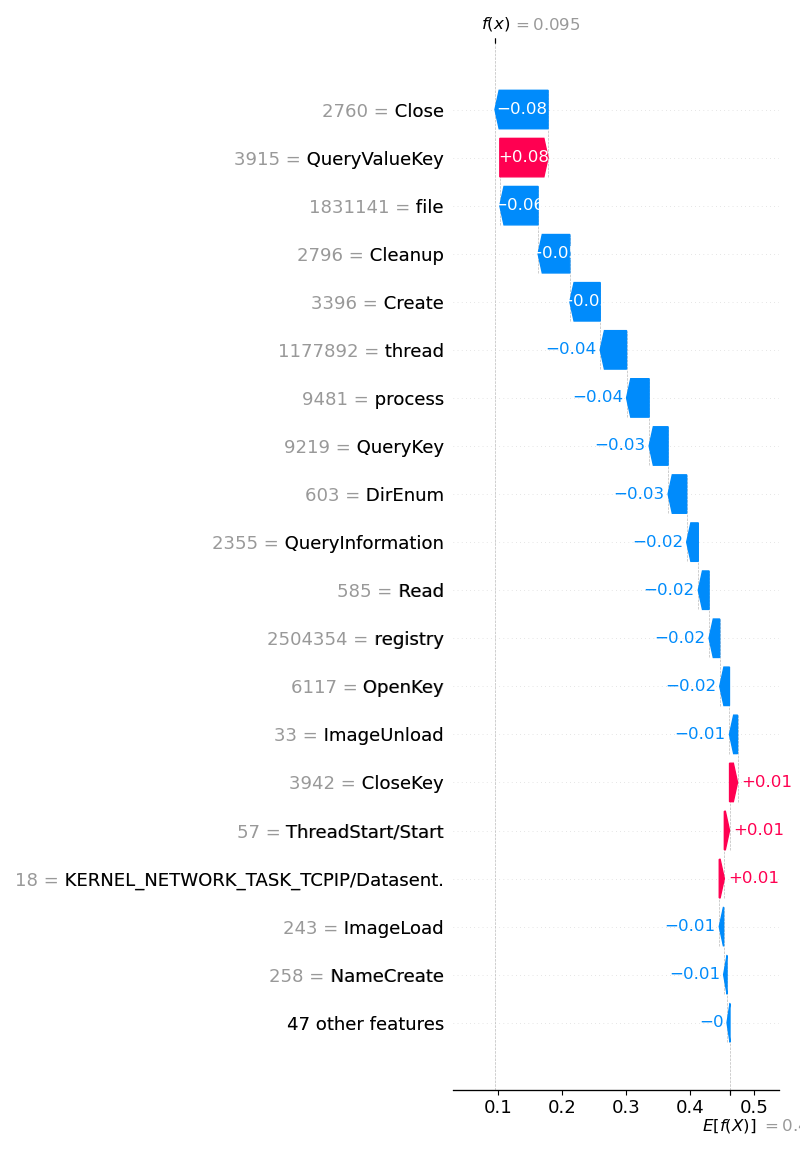 f(x) = 0.095
2760 = Close −0.08
3915 = QueryValueKey +0.08
1831141 = file −0.06
2796 = Cleanup
3396 = Create
1177892 = thread −0.04
9481 = process −0.04
9219 = QueryKey −0.03
603 = DirEnum −0.03
2355 = QueryInformation −0.02
585 = Read −0.02
2504354 = registry −0.02
6117 = OpenKey −0.02
33 = ImageUnload −0.01
3942 = CloseKey +0.01
57 = ThreadStart/Start +0.01
18 = KERNEL_NETWORK_TASK_TCPIP/Datasent. +0.01
243 = ImageLoad −0.01
258 = NameCreate −0.01
47 other features −0
0.1 0.2 0.3 0.4 0.5
E[f(X)] =